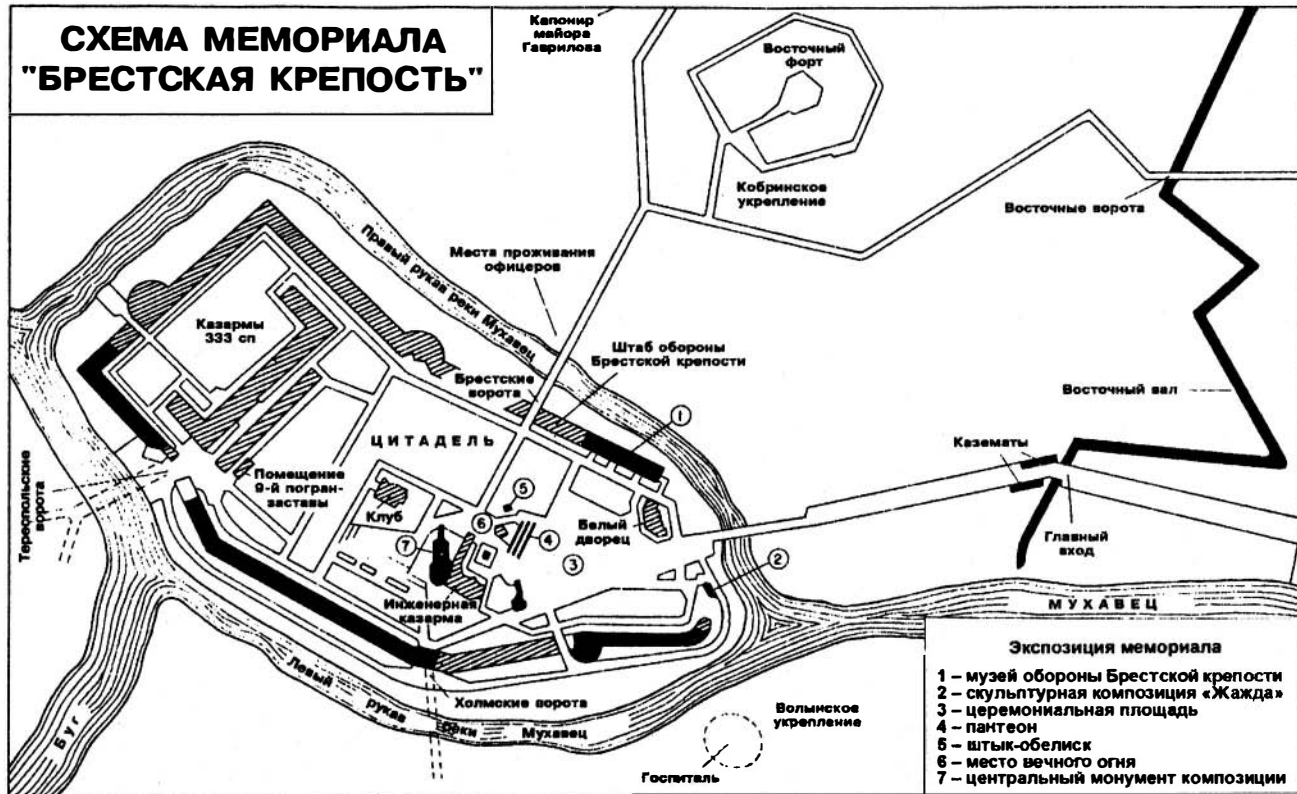 СХЕМА МЕМОРИАЛА
"БРЕСТСКАЯ КРЕПОСТЬ"
Капонир
майора
Гаврилова
Восточный
форт
Кобринское
укрепление
Восточные ворота
Места проживания
офицеров
Правый рукав реки Мухавец
Казармы
333 сп
Штаб обороны
Брестской крепости
Брестские
ворота
1
Восточный вал
ЦИТАДЕЛЬ
Казематы
Тереопольские
ворота
Помещение
9-й погран-
заставы
Клуб
5
6
4
7
3
Белый
дворец
2
Главный
вход
Инженерная
казарма
МУХАВЕЦ
Холмские ворота
Левый рукав реки Мухавец
БУГ
Волынское
укрепление
Госпиталь
Экспозиция мемориала
1 – музей обороны Брестской крепости
2 – скульптурная композиция «Жажда»
3 – церемониальная площадь
4 – пантеон
5 – штык-обелиск
6 – место вечного огня
7 – центральный монумент композиции